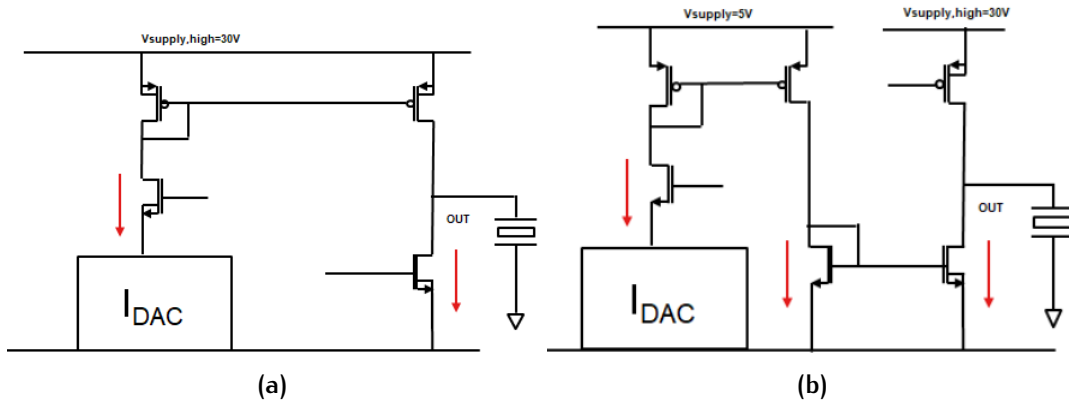 Vsupply,high=30V
OUT
IDAC
(a)
Vsupply=5V
Vsupply,high=30V
OUT
IDAC
(b)